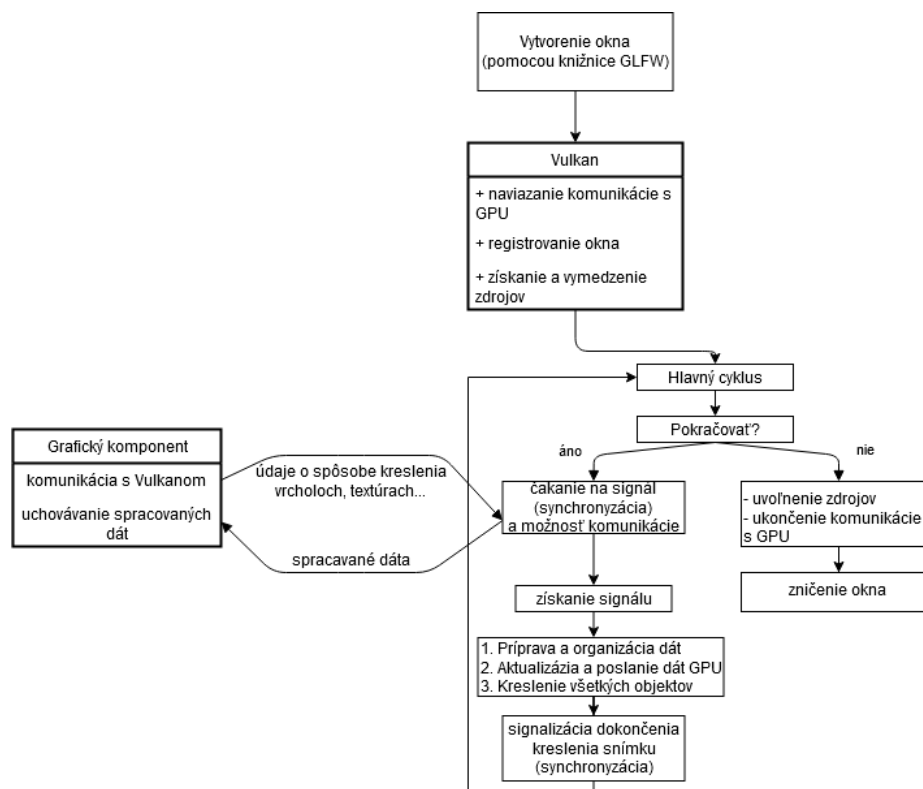 Vytvorenie okna
(pomocou knižnice GLFW)
Vulkan
+ naviazanie komunikácie s
GPU
+ registrovanie okna
+ získanie a vymedzenie
zdrojov
Hlavný cyklus
Pokračovať?
áno
nie
Grafický komponent
komunikácia s Vulkanom
uchovávanie spracovaných
dát
údaje o spôsobe kreslenia
vrcholoch, textúrach...
spracavané dáta
čakanie na signál
(synchronyzácia)
a možnosť komunikácie
- uvoľnenie zdrojov
- ukončenie komunikácie
s GPU
zničenie okna
získanie signálu
1. Príprava a organizácia dát
2. Aktualizázia a poslanie dát GPU
3. Kreslenie všetkých objektov
signalizácia dokončenia
kreslenia snímku
(synchronyzácia)